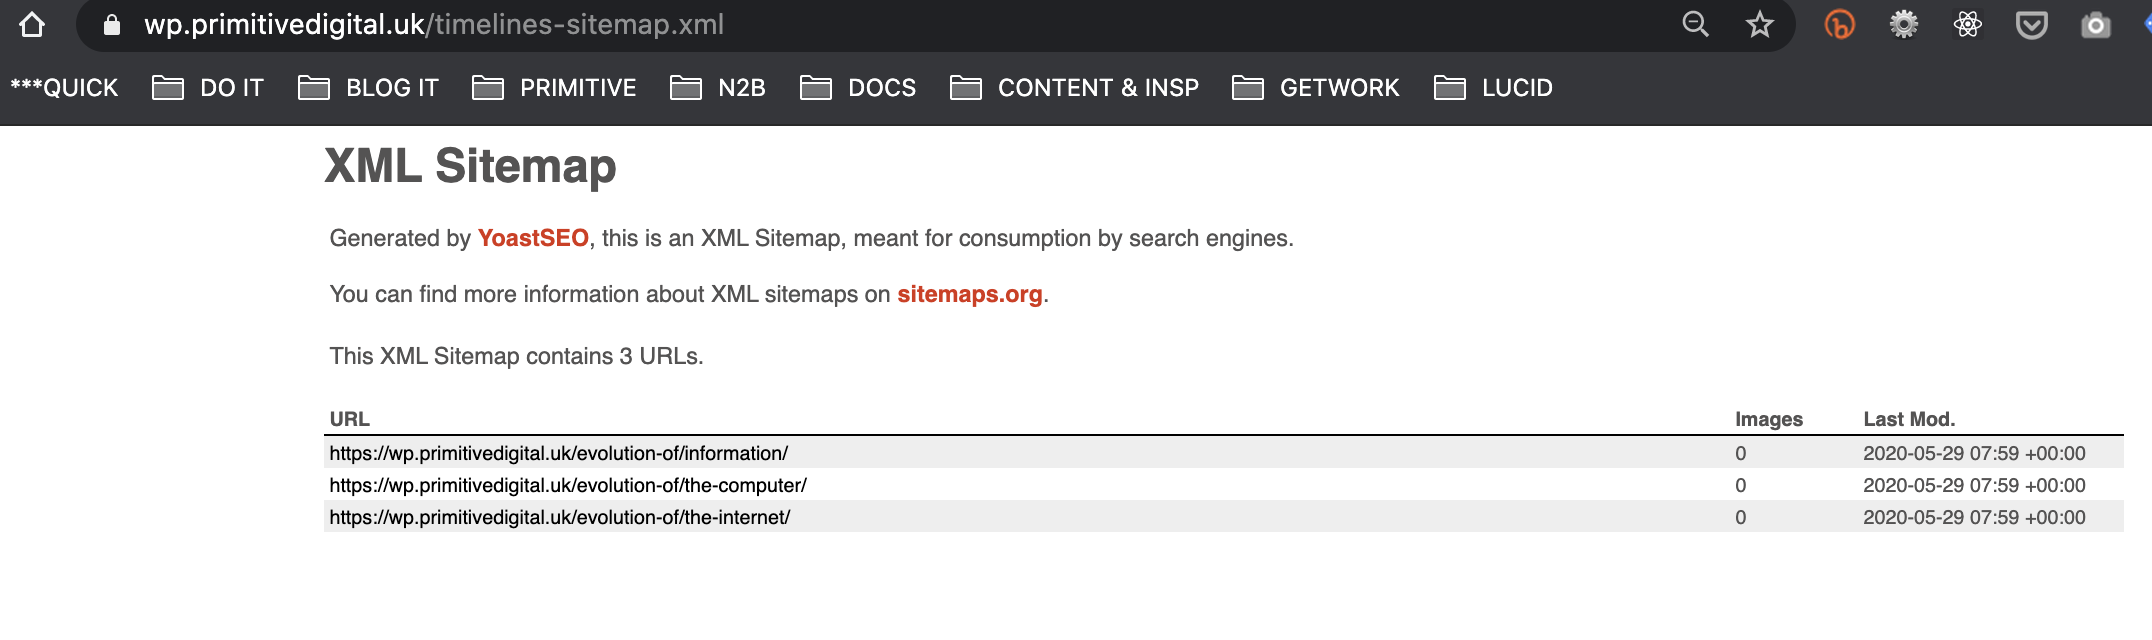 wp.primitivedigital.uk/timelines-sitemap.xml
***QUICK DO IT BLOG IT PRIMITIVE N2B DOCS CONTENT & INSP GETWORK LUCID
XML Sitemap
Generated by YoastSEO, this is an XML Sitemap, meant for consumption by search engines.
You can find more information about XML sitemaps on sitemaps.org.
This XML Sitemap contains 3 URLs.
URL Images Last Mod.
https://wp.primitivedigital.uk/evolution-of/information/ 0 2020-05-29 07:59 +00:00
https://wp.primitivedigital.uk/evolution-of/the-computer/ 0 2020-05-29 07:59 +00:00
https://wp.primitivedigital.uk/evolution-of/the-internet/ 0 2020-05-29 07:59 +00:00